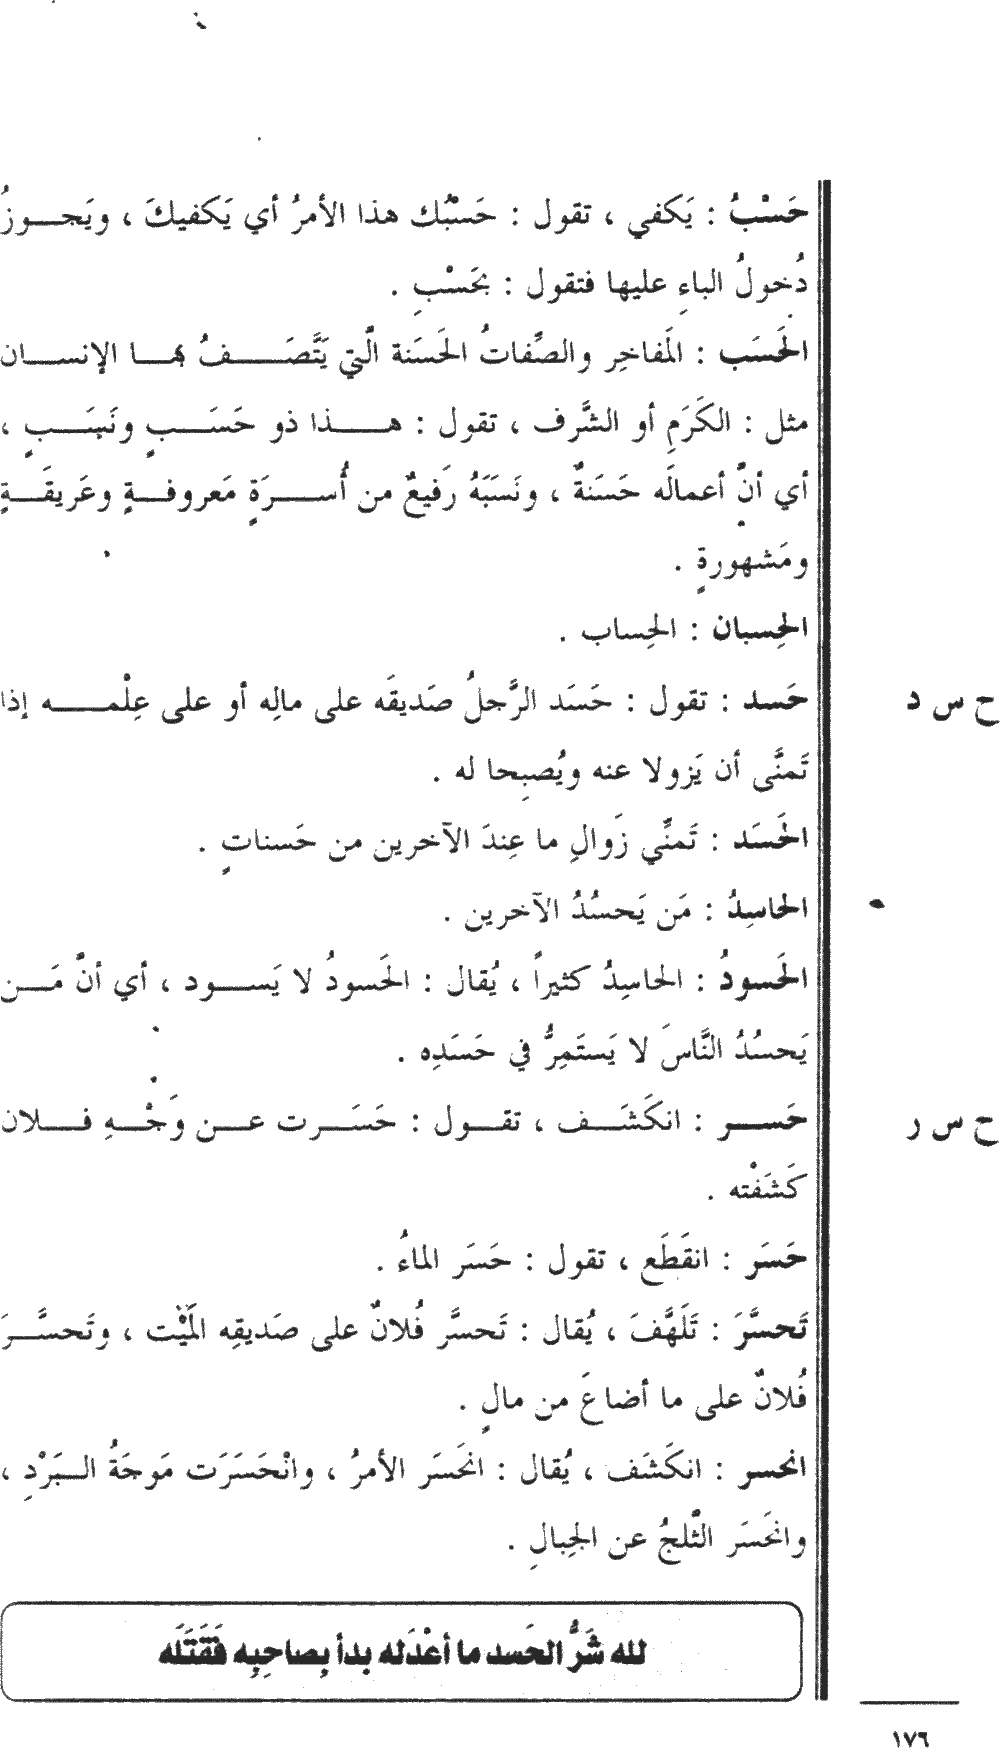 حَسْبُ : يَكفي ، تقول : حَسْبُك هذا الأمرُ أي يَكفيكَ ، ويَجوزُ
دُخولُ الباءِ عليها فتقول : بحَسْبِ .
الحَسَب : المَفاخِر والصِّفاتُ الحَسَنة الَّتي يَتَّصَفُ بها الإنسان
مثل : الكَرَمِ أو الشَّرف ، تقول : هذا ذو حَسَبٍ ونَسَبٍ ،
أي أنَّ أعمالَه حَسَنةٌ ، ونَسَبَهُ رَفيعٌ من أُسرَةٍ مَعروفةٍ وعَريقَةٍ
ومَشهورةٍ .
الحِسبان : الحِساب .
ح س د
حَسد : تقول : حَسَد الرَّجلُ صَديقَه على مالِه أو على عِلْمه إذا
تَمنَّى أن يَزولا عنه ويُصبِحا له .
الحَسَد : تَمنِّي زَوالِ ما عِندَ الآخرين من حَسناتٍ .
الحاسِدُ : مَن يَحسُدُ الآخرين .
الحَسودُ : الحاسِدُ كثيراً ، يُقال : الحَسودُ لا يَسود ، أي أنَّ مَن
يَحسُدُ النَّاسَ لا يَستَمِرُّ في حَسَدِه .
ح س ر
حَسر : انكَشَف ، تقول : حَسَرت عن وَجْهِ فلان
كَشَفْته .
حَسَر : انقَطَع ، تقول : حَسَر الماءُ .
تَحسَّرَ : تَلَهَّفَ ، يُقال : تَحسَّر فُلانٌ على صَديقِه المَيْت ، وتَحسَّرَ
فُلانٌ على ما أضاعَ من مالٍ .
انحسر : انكَشَف ، يُقال : انحَسَر الأمرُ ، وانْحَسَرَت مَوجَةُ البَرْدِ ،
وانحَسَر الثَّلجُ عن الجِبالِ .
لله شَرُّ الحَسد ما أعْدَله بدأ بِصاحِبِه فَقَتَلَه
١٧٦